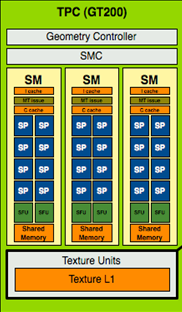 TPC (GT200)
Geometry Controller
SMC
SM SM SM
I cache I cache I cache
MT issue MT issue MT issue
C cache C cache C cache
SP SP SP SP SP SP
SP SP SP SP SP SP
SP SP SP SP SP SP
SP SP SP SP SP SP
SFU SFU SFU SFU SFU SFU
Shared Shared Shared
Memory Memory Memory
Texture Units
Texture L1